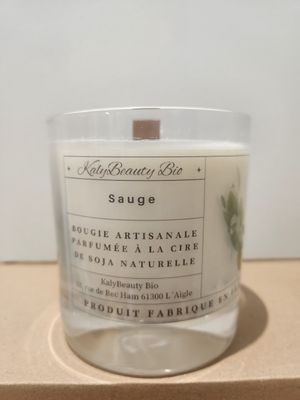 KalyBeauty Bio
Sauge
BOUGIE ARTISANALE
PARFUMÉE À LA CIRE
DE SOJA NATURELLE
KalyBeauty Bio
rue de Bec Ham 61300 L'Aigle
PRODUIT FABRIQUE EN